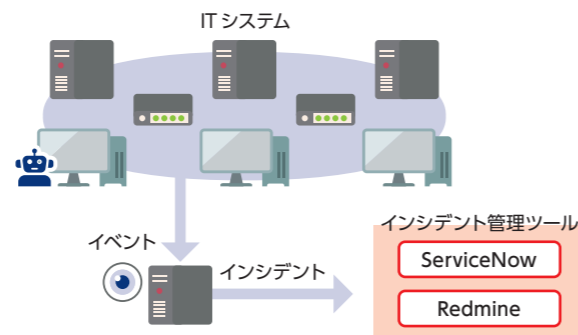 IT システム
イベント
インシデント
インシデント管理ツール
ServiceNow
Redmine